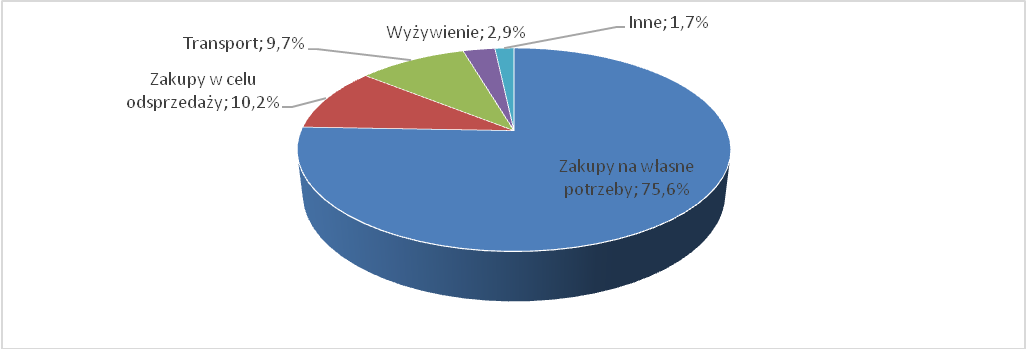 Wyżywienie; 2,9%
Inne; 1,7%
Transport; 9,7%
Zakupy w celu
odsprzedaży; 10,2%
Zakupy na własne
potrzeby; 75,6%